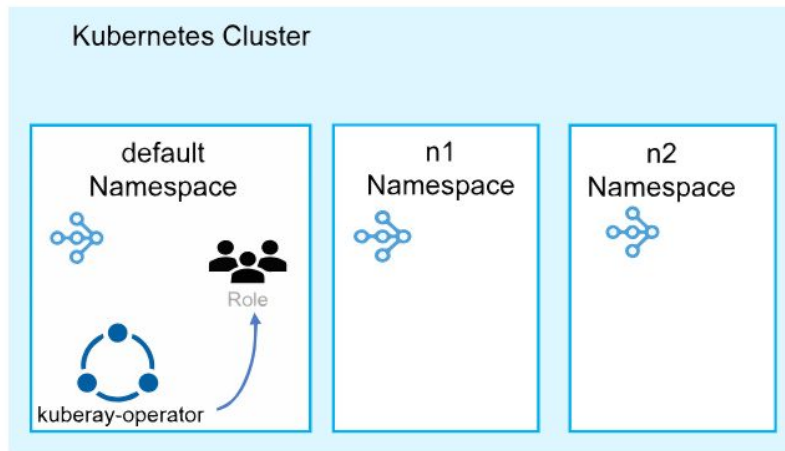 Kubernetes Cluster
default
Namespace
Role
kuberay-operator
n1
Namespace
n2
Namespace